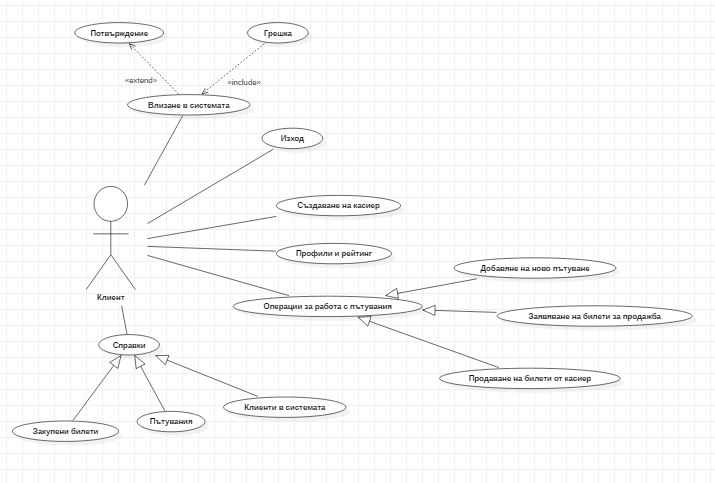 Потвърждение
Грешка
«extend»
«include»
Влизане в системата
Изход
Създаване на касиер
Профили и рейтинг
Добавяне на ново пътуване
Клиент
Операции за работа с пътувания
Заявяване на билети за продажба
Справки
Продаване на билети от касиер
Клиенти в системата
Пътувания
Закупени билети